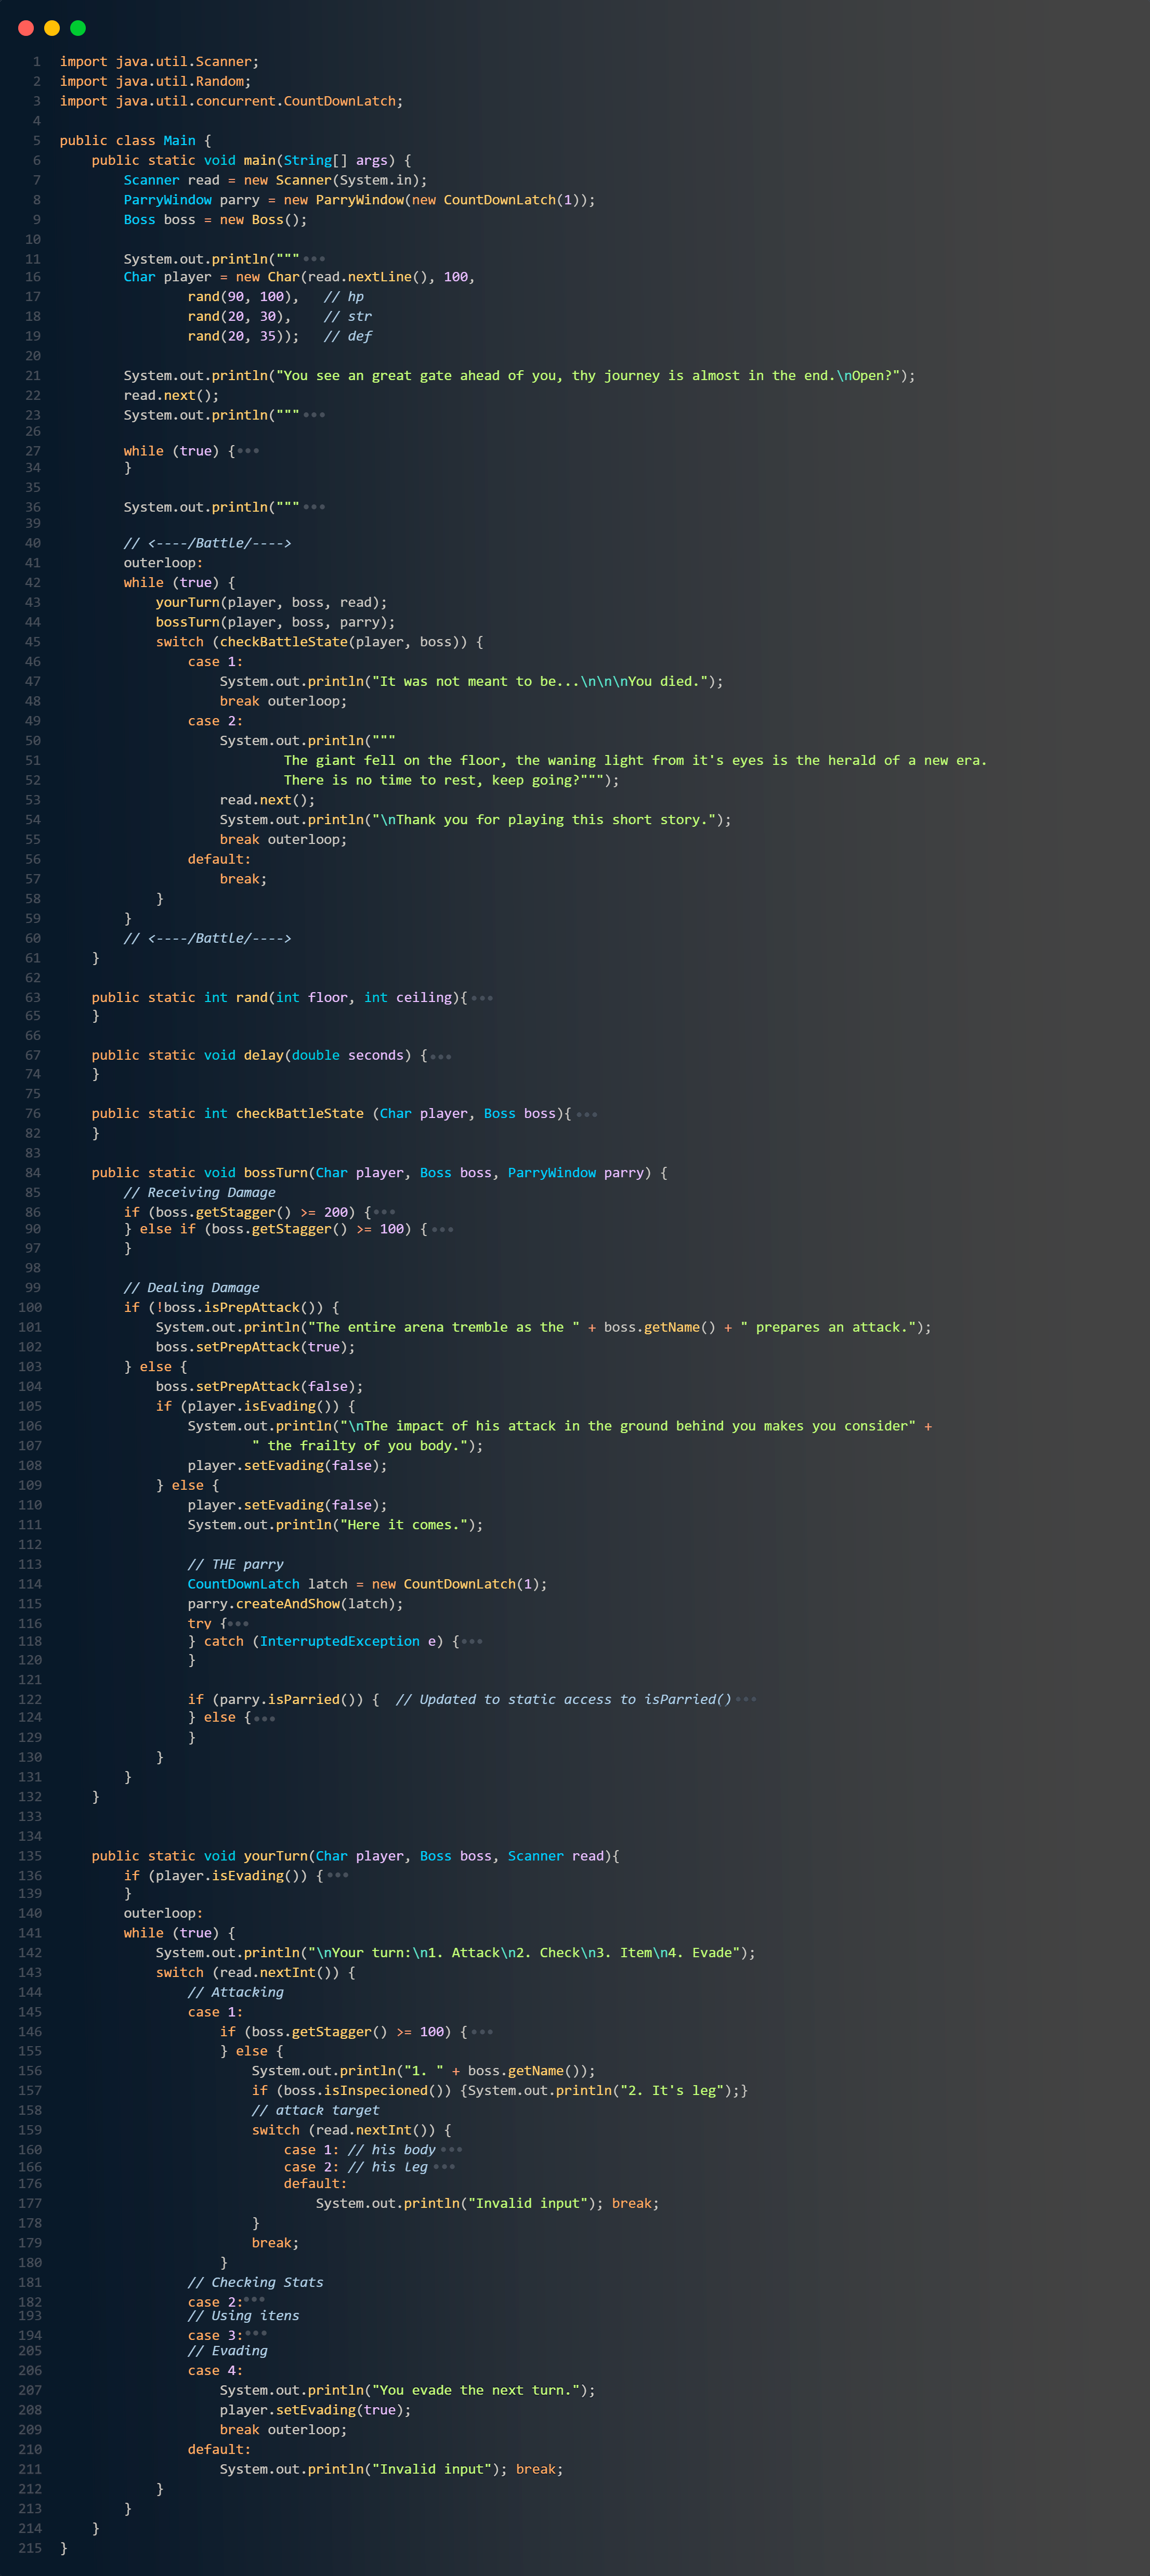 1 import java.util.Scanner;
2 import java.util.Random;
3 import java.util.concurrent.CountDownLatch;
4
5 public class Main {
6     public static void main(String[] args) {
7         Scanner read = new Scanner(System.in);
8         ParryWindow parry = new ParryWindow(new CountDownLatch(1));
9         Boss boss = new Boss();
10
11         System.out.println("""•••
16         Char player = new Char(read.nextLine(), 100,
17                 rand(90, 100),   // hp
18                 rand(20, 30),    // str
19                 rand(20, 35));   // def
20
21         System.out.println("You see an great gate ahead of you, thy journey is almost in the end.\nOpen?");
22         read.next();
23         System.out.println("""•••
26
27         while (true) {•••
34         }
35
36         System.out.println("""•••
39
40         // <----/Battle/---->
41         outerloop:
42         while (true) {
43             yourTurn(player, boss, read);
44             bossTurn(player, boss, parry);
45             switch (checkBattleState(player, boss)) {
46                 case 1:
47                     System.out.println("It was not meant to be...\n\n\nYou died.");
48                     break outerloop;
49                 case 2:
50                     System.out.println("""
51                             The giant fell on the floor, the waning light from it's eyes is the herald of a new era.
52                             There is no time to rest, keep going?""");
53                     read.next();
54                     System.out.println("\nThank you for playing this short story.");
55                     break outerloop;
56                 default:
57                     break;
58             }
59         }
60         // <----/Battle/---->
61     }
62
63     public static int rand(int floor, int ceiling){•••
65     }
66
67     public static void delay(double seconds) {•••
74     }
75
76     public static int checkBattleState (Char player, Boss boss){•••
82     }
83
84     public static void bossTurn(Char player, Boss boss, ParryWindow parry) {
85         // Receiving Damage
86         if (boss.getStagger() >= 200) {•••
90         } else if (boss.getStagger() >= 100) {•••
97         }
98
99         // Dealing Damage
100         if (!boss.isPrepAttack()) {
101             System.out.println("The entire arena tremble as the " + boss.getName() + " prepares an attack.");
102             boss.setPrepAttack(true);
103         } else {
104             boss.setPrepAttack(false);
105             if (player.isEvading()) {
106                 System.out.println("\nThe impact of his attack in the ground behind you makes you consider" +
107                         " the frailty of you body.");
108                 player.setEvading(false);
109             } else {
110                 player.setEvading(false);
111                 System.out.println("Here it comes.");
112
113                 // THE parry
114                 CountDownLatch latch = new CountDownLatch(1);
115                 parry.createAndShow(latch);
116                 try {•••
118                 } catch (InterruptedException e) {•••
120                 }
121
122                 if (parry.isParried()) {  // Updated to static access to isParried()•••
124                 } else {•••
129                 }
130             }
131         }
132     }
133
134
135     public static void yourTurn(Char player, Boss boss, Scanner read){
136         if (player.isEvading()) {•••
139         }
140         outerloop:
141         while (true) {
142             System.out.println("\nYour turn:\n1. Attack\n2. Check\n3. Item\n4. Evade");
143             switch (read.nextInt()) {
144                 // Attacking
145                 case 1:
146                     if (boss.getStagger() >= 100) {•••
155                     } else {
156                         System.out.println("1. " + boss.getName());
157                         if (boss.isInspecioned()) {System.out.println("2. It's leg");}
158                         // attack target
159                         switch (read.nextInt()) {
160                             case 1: // his body•••
166                             case 2: // his leg•••
176                             default:
177                                 System.out.println("Invalid input"); break;
178                         }
179                         break;
180                     }
181                 // Checking Stats
182                 case 2:•••
193                 // Using itens
194                 case 3:•••
205                 // Evading
206                 case 4:
207                     System.out.println("You evade the next turn.");
208                     player.setEvading(true);
209                     break outerloop;
210                 default:
211                     System.out.println("Invalid input"); break;
212             }
213         }
214     }
215 }